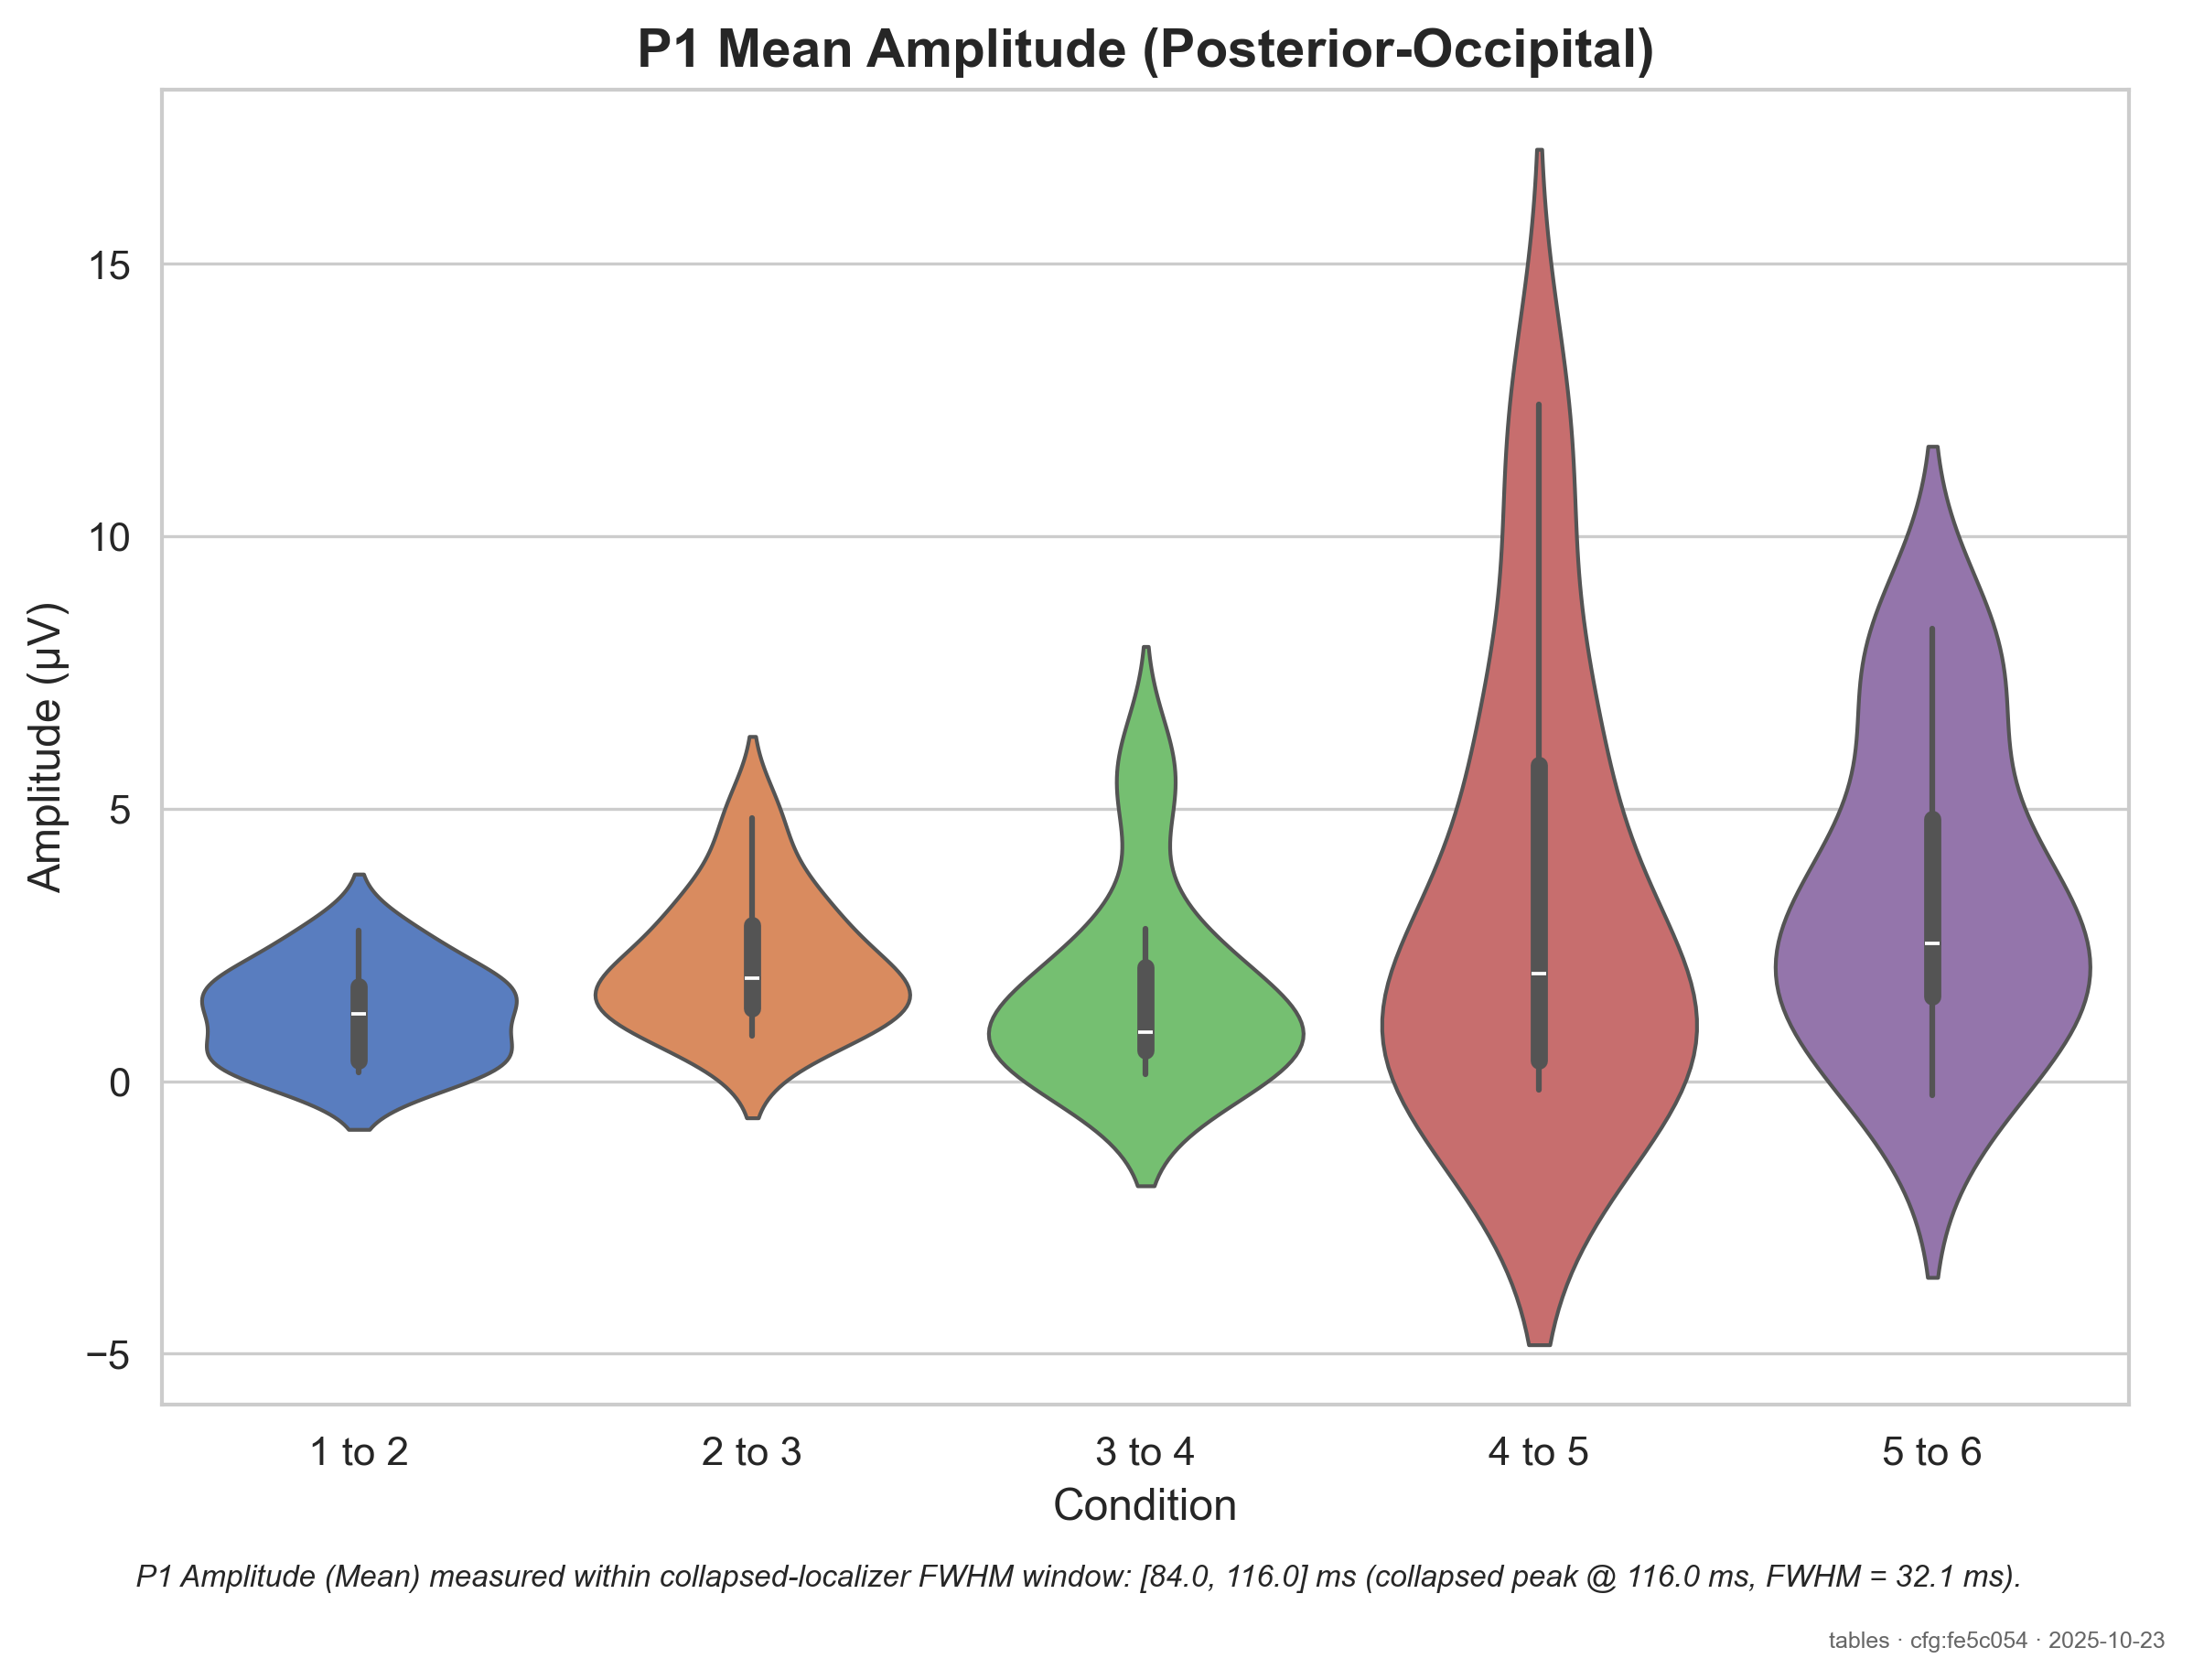 P1 Mean Amplitude (Posterior-Occipital)
Amplitude (µV)
15
10
5
0
−5
1 to 2
2 to 3
3 to 4
4 to 5
5 to 6
Condition
P1 Amplitude (Mean) measured within collapsed-localizer FWHM window: [84.0, 116.0] ms (collapsed peak @ 116.0 ms, FWHM = 32.1 ms).
tables · cfg:fe5c054 · 2025-10-23